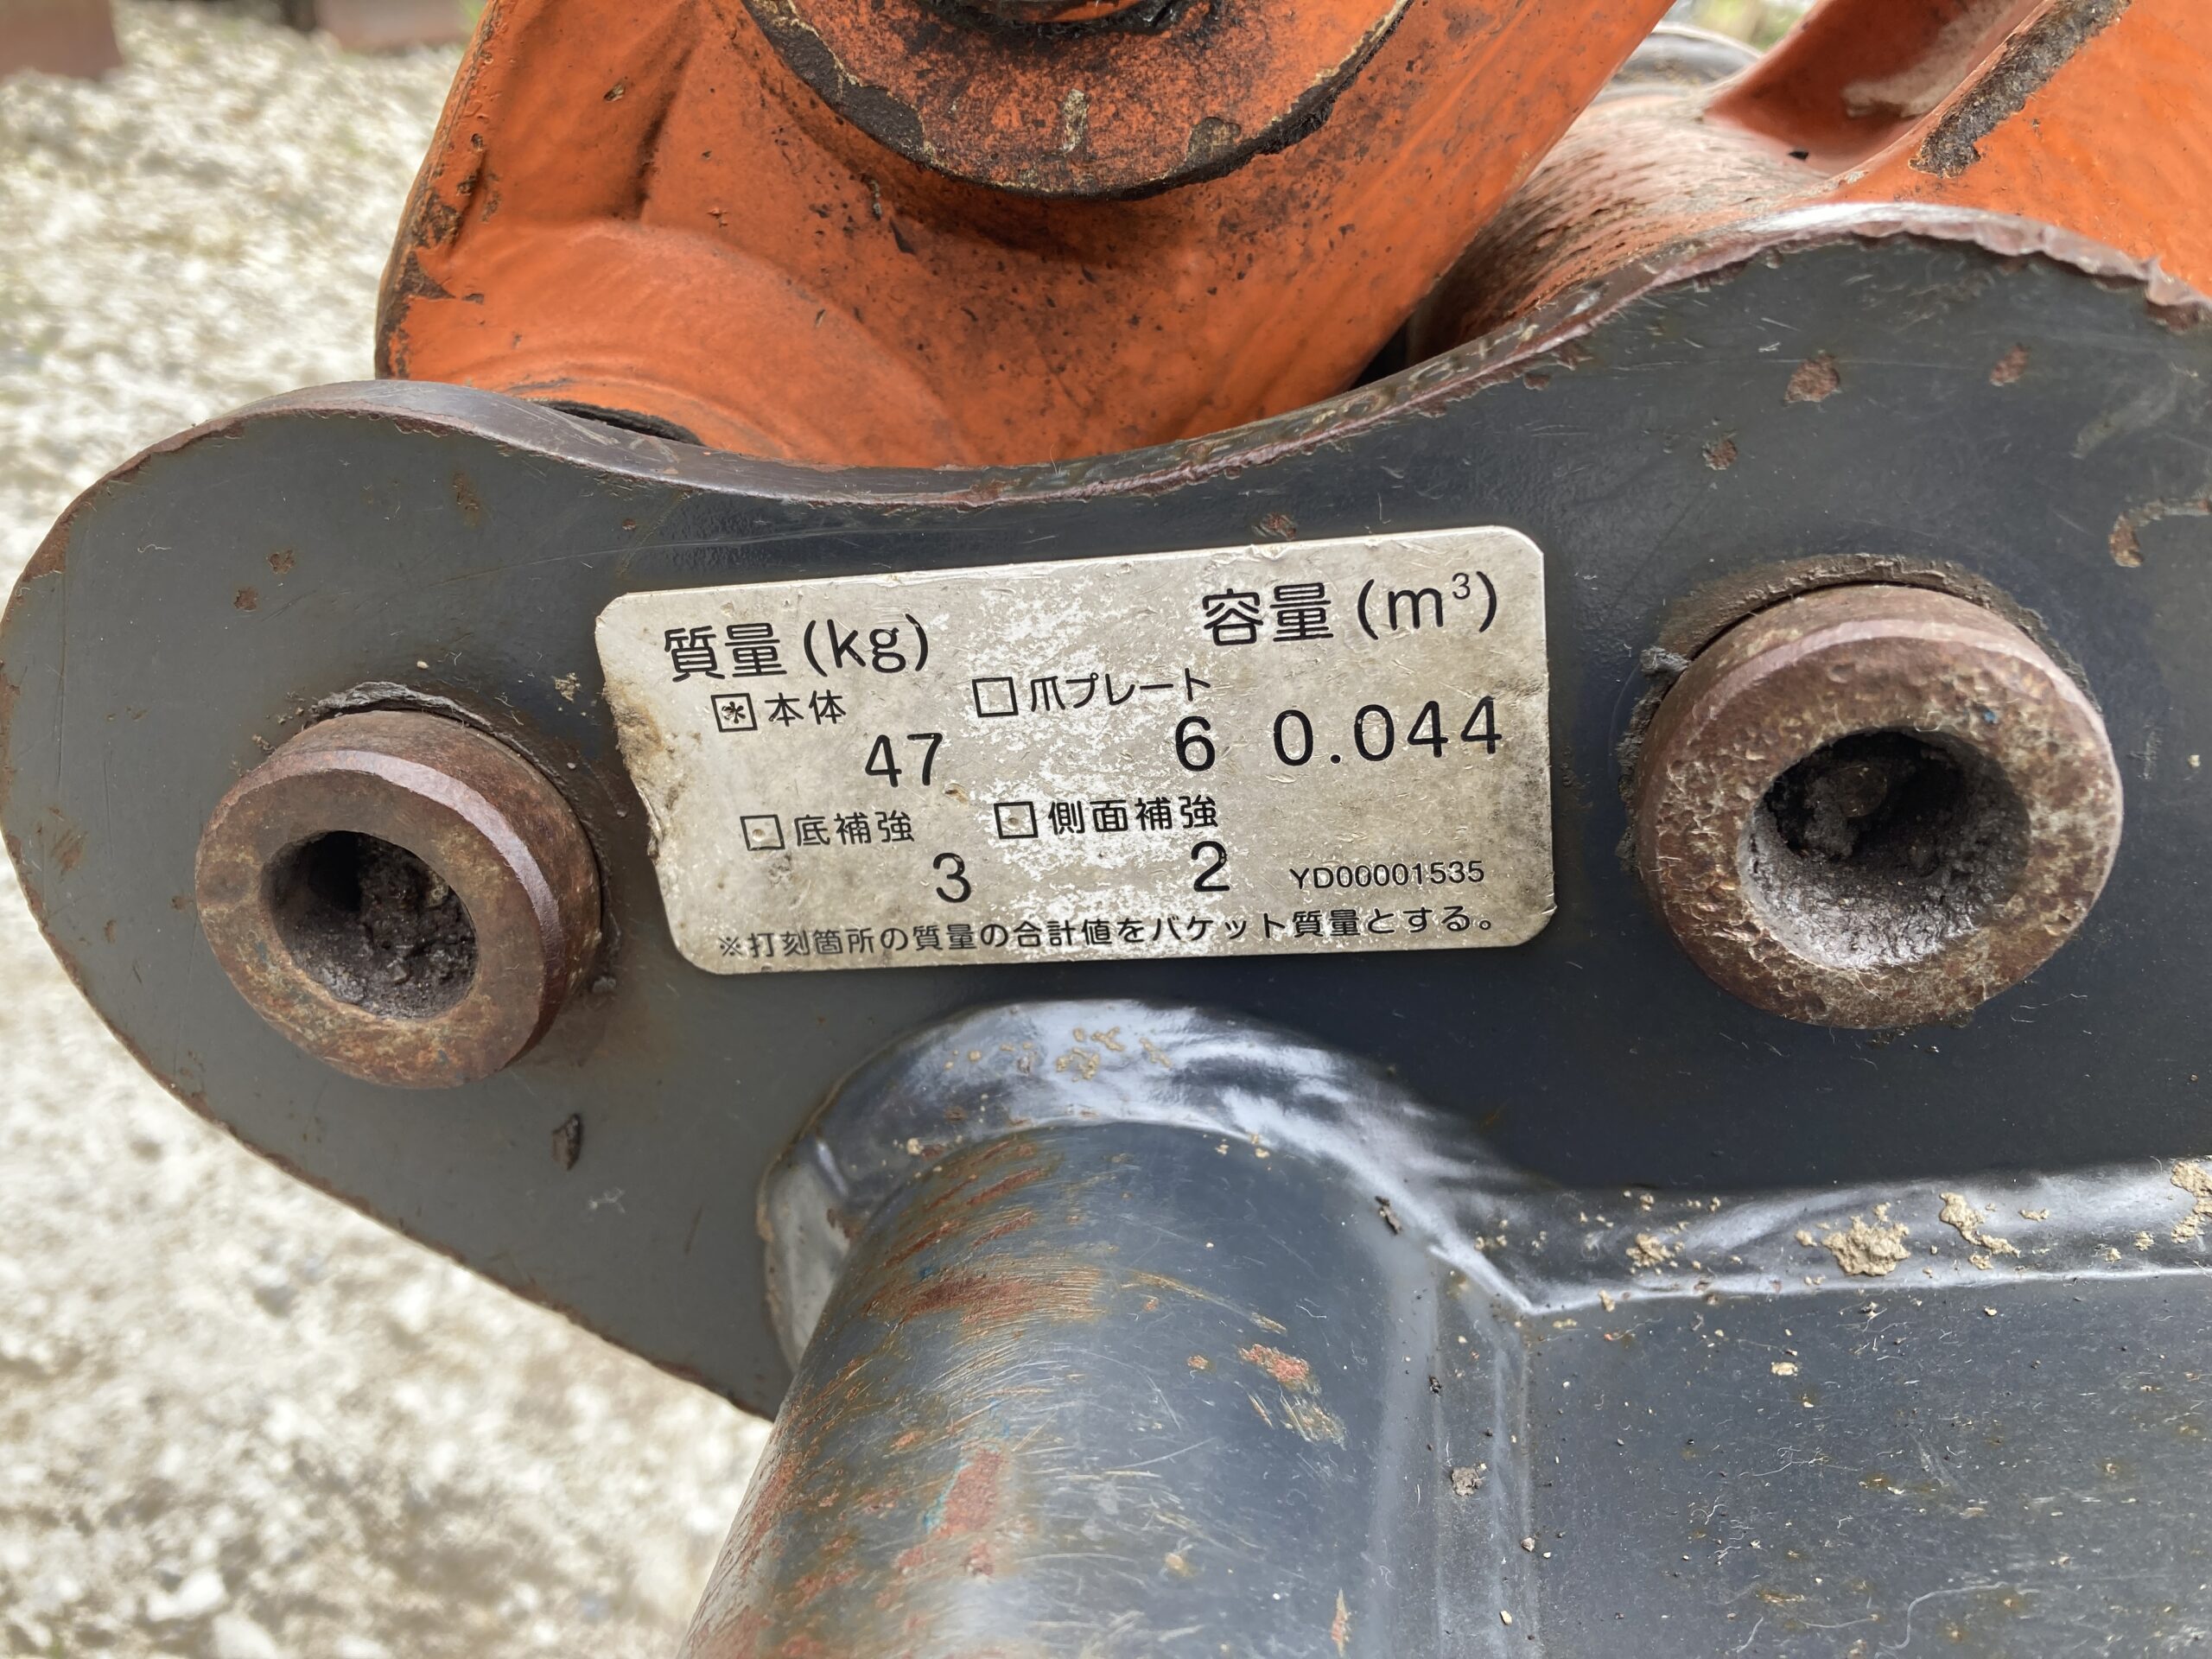 質量(kg) 容量(m³)
☒本体 □爪プレート
47 6 0.044
□底補強 □側面補強
3 2 YD00001535
※打刻箇所の質量の合計値をバケット質量とする。